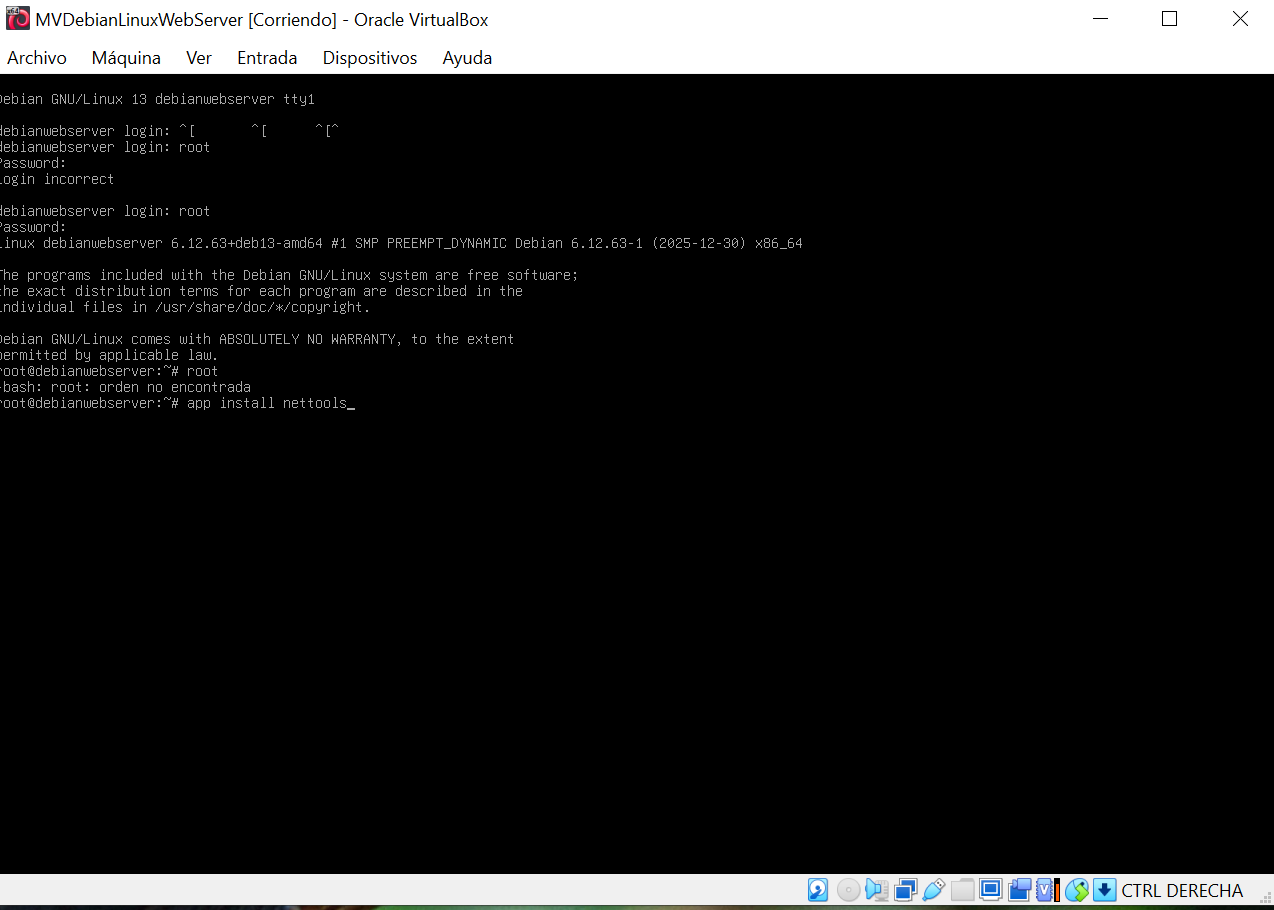 MVDebianLinuxWebServer [Corriendo] - Oracle VirtualBox
Archivo Máquina Ver Entrada Dispositivos Ayuda
Debian GNU/Linux 13 debianwebserver tty1
debianwebserver login: ^[       ^[      ^[^
debianwebserver login: root
Password:
Login incorrect
debianwebserver login: root
Password:
Linux debianwebserver 6.12.63+deb13-amd64 #1 SMP PREEMPT_DYNAMIC Debian 6.12.63-1 (2025-12-30) x86_64
The programs included with the Debian GNU/Linux system are free software;
the exact distribution terms for each program are described in the
individual files in /usr/share/doc/*/copyright.
Debian GNU/Linux comes with ABSOLUTELY NO WARRANTY, to the extent
permitted by applicable law.
root@debianwebserver:~# root
-bash: root: orden no encontrada
root@debianwebserver:~# app install nettools_
CTRL DERECHA